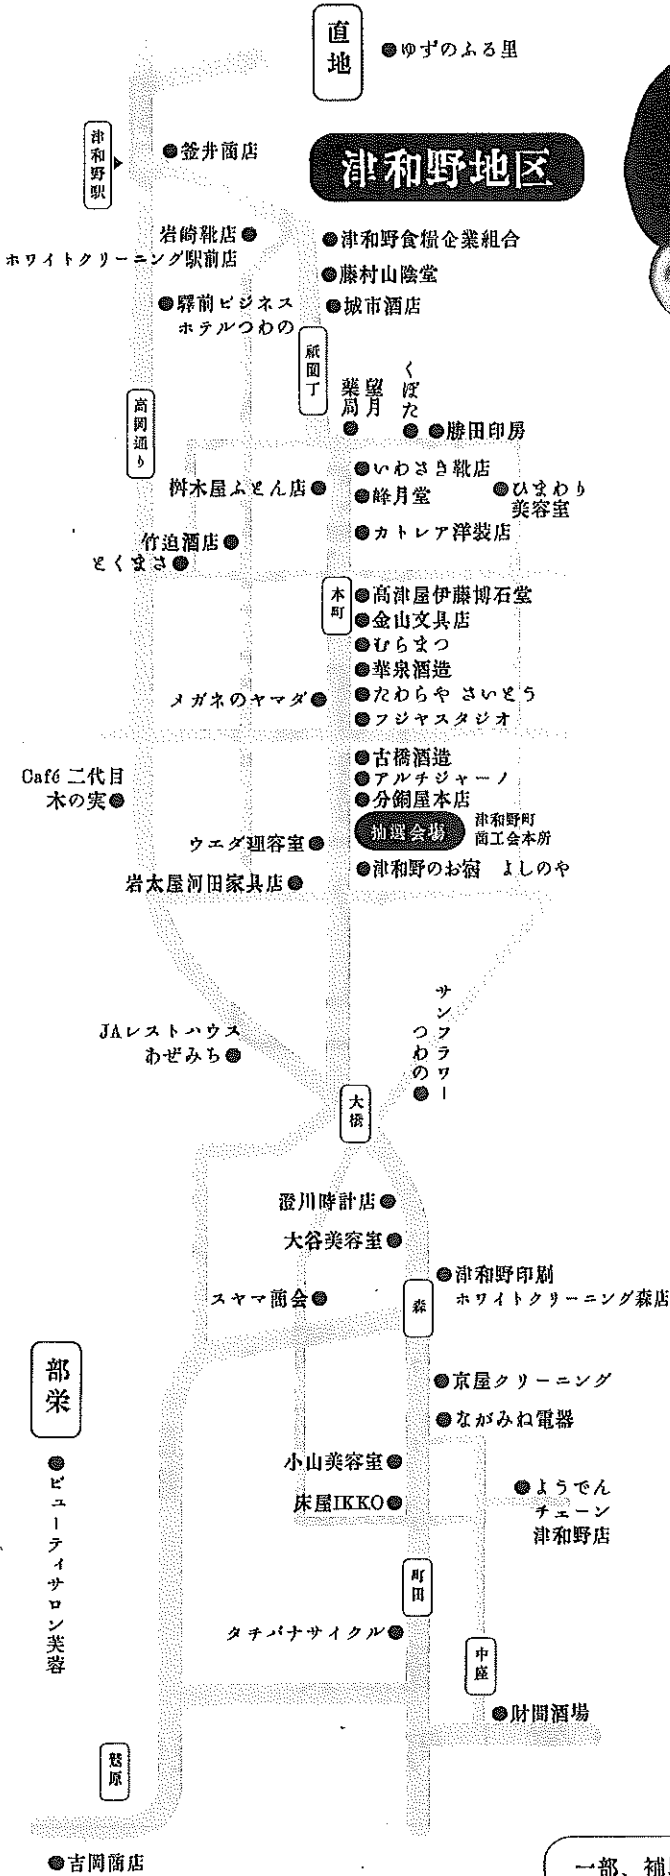 直地
●ゆずのふる里
津和野地区
津和野駅
●釜井商店
岩崎靴店●
ホワイトクリーニング駅前店
●津和野食糧企業組合
●藤村山陰堂
●驛前ビジネス
ホテルつわの
●城市酒店
祇園丁
高岡通り
望月
薬局
●
くぼた
●
●勝田印房
●いわさき靴店
桝木屋ふとん店●
●峰月堂
●ひまわり
美容室
●カトレア洋装店
竹迫酒店●
とくまさ●
本町
●高津屋伊藤博石堂
●金山文具店
●むらまつ
●華泉酒造
メガネのヤマダ●
●たわらや さいとう
●フジヤスタジオ
●古橋酒造
Café 二代目
木の実●
●アルチジャーノ
●分銅屋本店
抽選会場
津和野町
商工会本所
ウエダ理容室●
●津和野のお宿 よしのや
岩太屋河田家具店●
サンフラワー
つわの●
JAレストハウス
あぜみち●
大橋
澄川時計店●
大谷美容室●
●津和野印刷
ホワイトクリーニング森店
スヤマ商会●
森
部栄
●ビューティサロン芙蓉
●京屋クリーニング
●ながみね電器
小山美容室●
床屋IKKO●
●ようでん
チェーン
津和野店
町田
タチバナサイクル●
中座
●財間酒場
鷲原
●吉岡商店